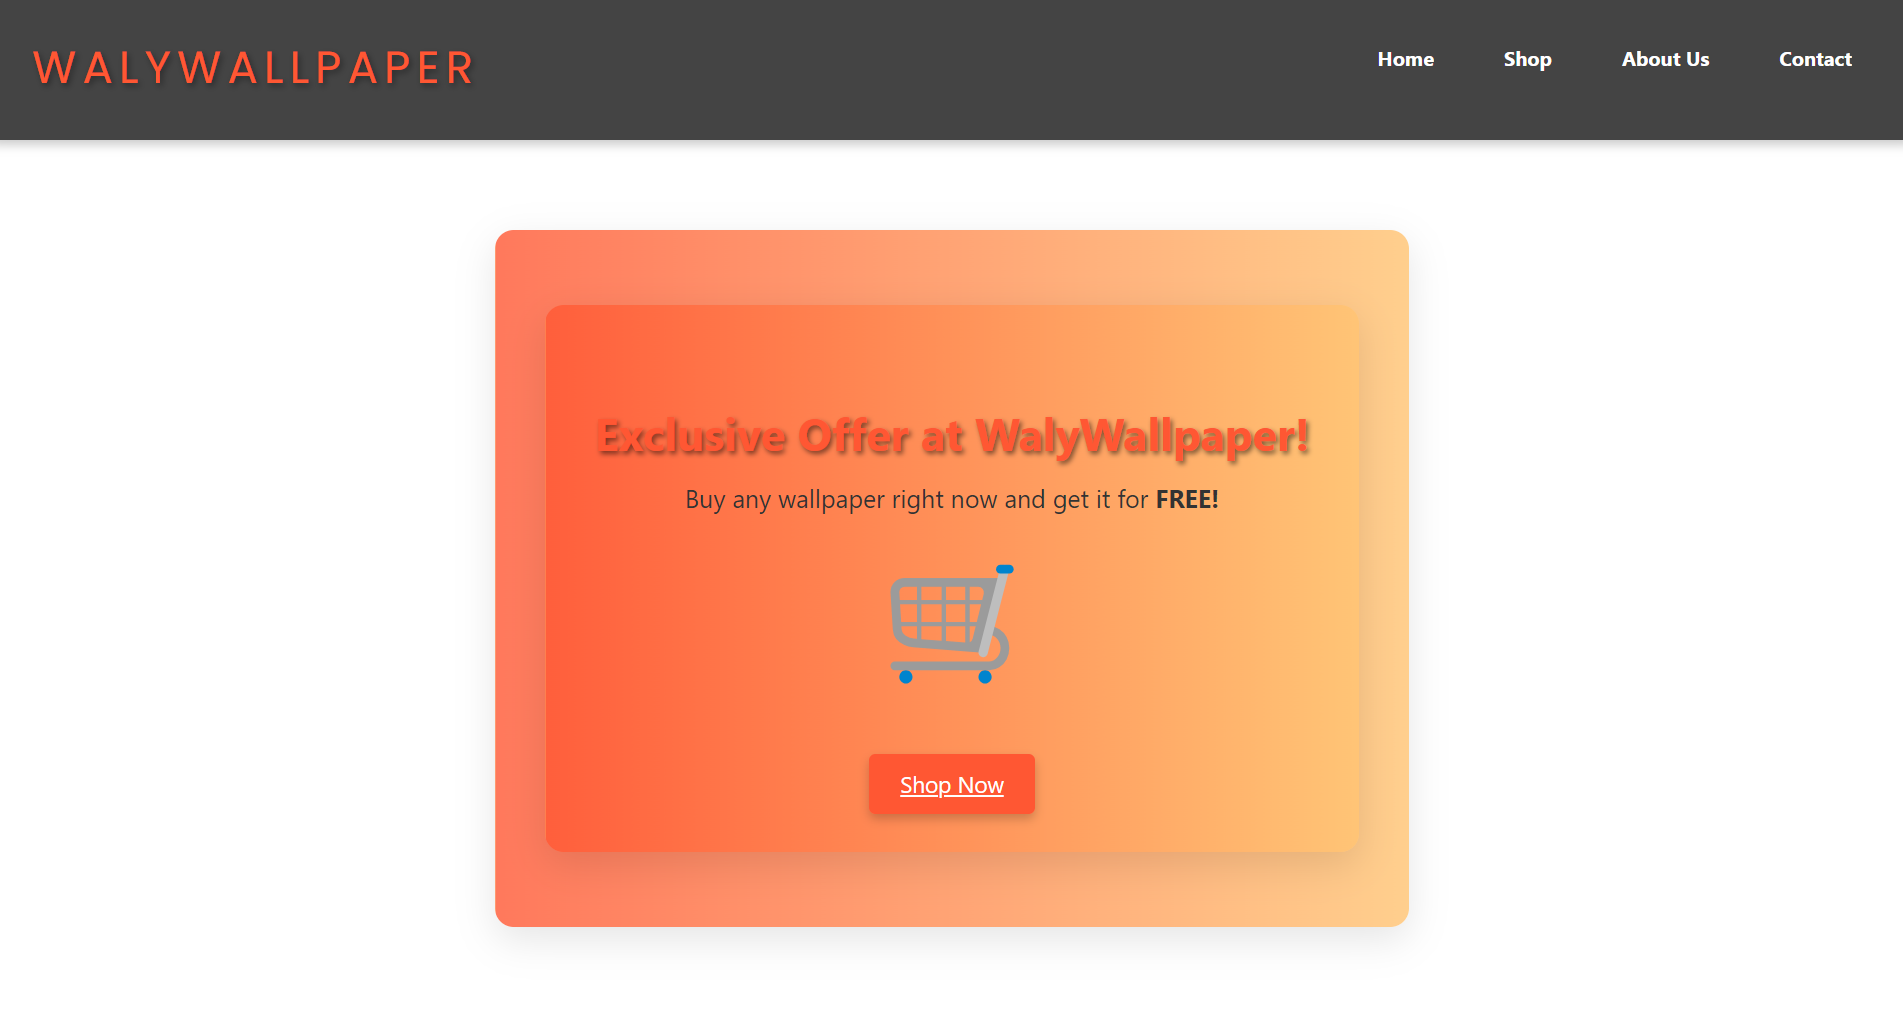 WALYWALLPAPER
Home Shop About Us Contact
Exclusive Offer at WalyWallpaper!
Buy any wallpaper right now and get it for FREE!
Shop Now